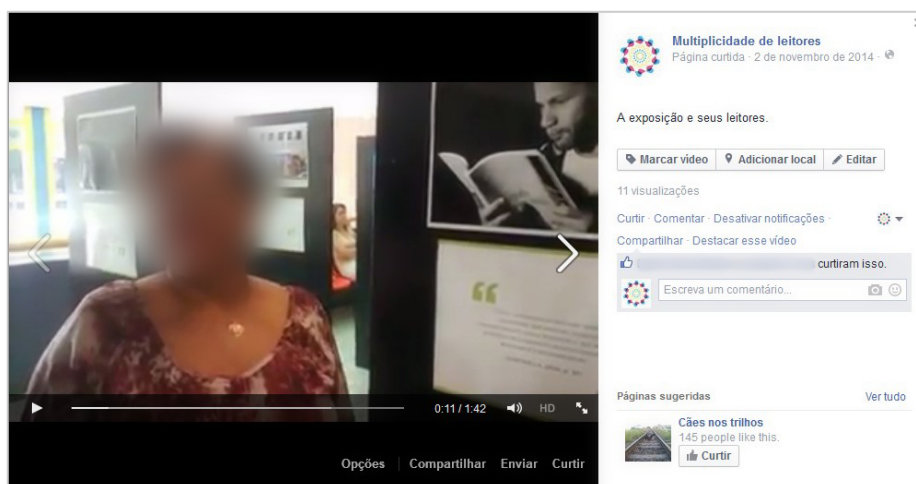 Multiplicidade de leitores
Página curtida · 2 de novembro de 2014 ·
A exposição e seus leitores.
Marcar vídeo Adicionar local Editar
11 visualizações
Curtir · Comentar · Desativar notificações ·
Compartilhar · Destacar esse vídeo
curtiram isso.
Escreva um comentário...
0:11 / 1:42 HD
Opções Compartilhar Enviar Curtir
Páginas sugeridas Ver tudo
Cães nos trilhos
145 people like this.
Curtir